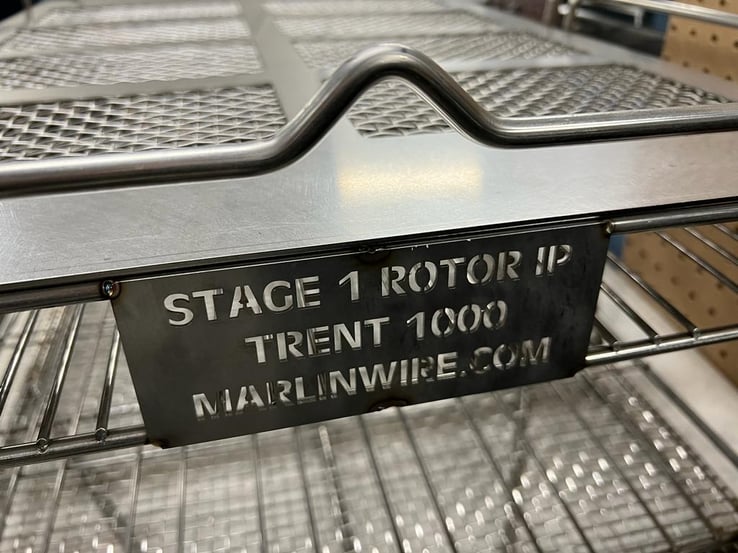 STAGE 1 ROTOR IP
TRENT 1000
MARLINWIRE.COM